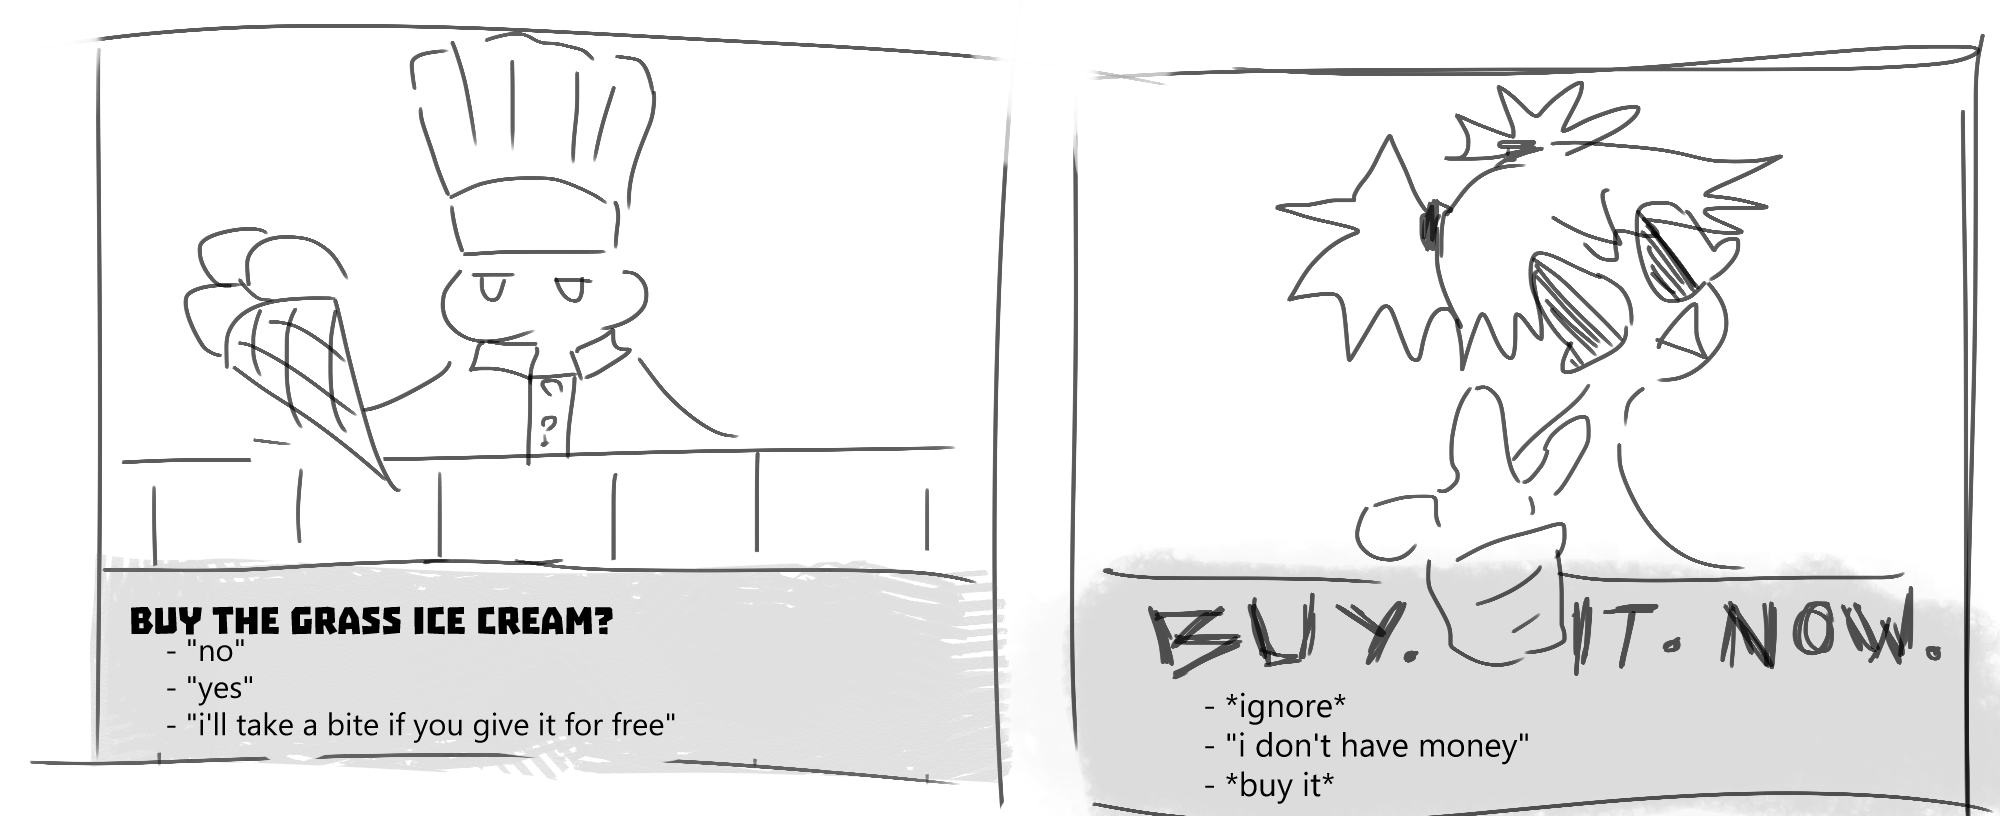 BUY THE GRASS ICE CREAM?
- "no"
- "yes"
- "i'll take a bite if you give it for free"
BUY. IT. NOW.
- *ignore*
- "i don't have money"
- *buy it*